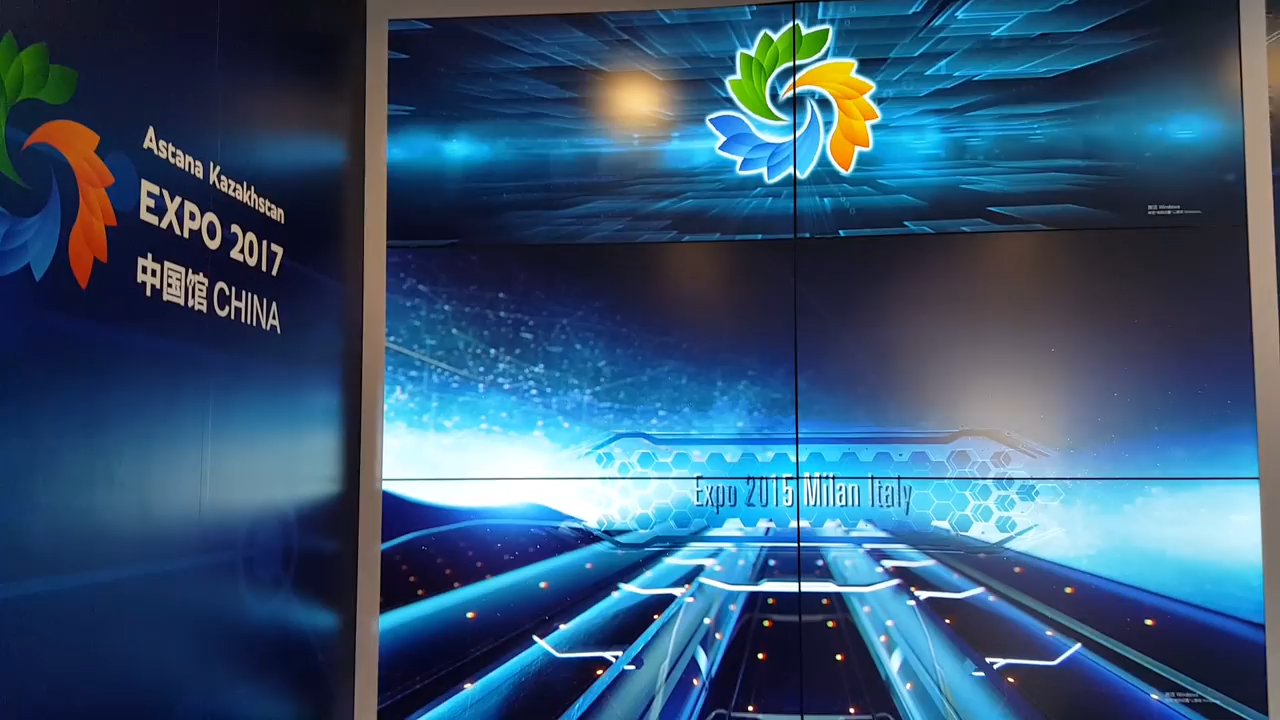 Astana Kazakhstan
EXPO 2017
中国馆 CHINA
Expo 2015 Milan Italy